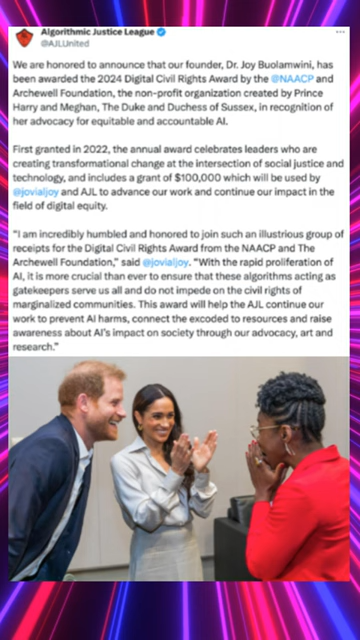 Algorithmic Justice League
@AJLUnited
We are honored to announce that our founder, Dr. Joy Buolamwini, has
been awarded the 2024 Digital Civil Rights Award by the @NAACP and
Archewell Foundation, the non-profit organization created by Prince
Harry and Meghan, The Duke and Duchess of Sussex, in recognition of
her advocacy for equitable and accountable AI.
First granted in 2022, the annual award celebrates leaders who are
creating transformational change at the intersection of social justice and
technology, and includes a grant of $100,000 which will be used by
@jovialjoy and AJL to advance our work and continue our impact in the
field of digital equity.
“I am incredibly humbled and honored to join such an illustrious group of
receipts for the Digital Civil Rights Award from the NAACP and The
Archewell Foundation,” said @jovialjoy. “With the rapid proliferation of
AI, it is more crucial than ever to ensure that these algorithms acting as
gatekeepers serve us all and do not impede on the civil rights of
marginalized communities. This award will help the AJL continue our
work to prevent AI harms, connect the excoded to resources and raise
awareness about AI’s impact on society through our advocacy, art and
research.”